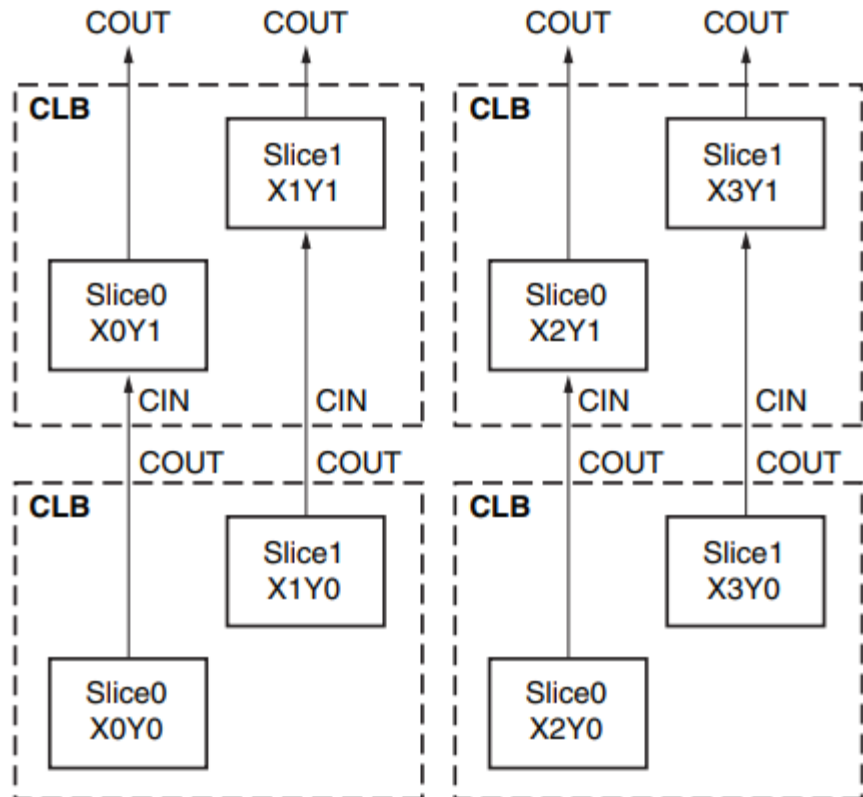 COUT
COUT
COUT
COUT
CLB
Slice1
X1Y1
Slice0
X0Y1
CIN
CIN
CLB
Slice1
X3Y1
Slice0
X2Y1
CIN
CIN
COUT
COUT
COUT
COUT
CLB
Slice1
X1Y0
Slice0
X0Y0
CLB
Slice1
X3Y0
Slice0
X2Y0